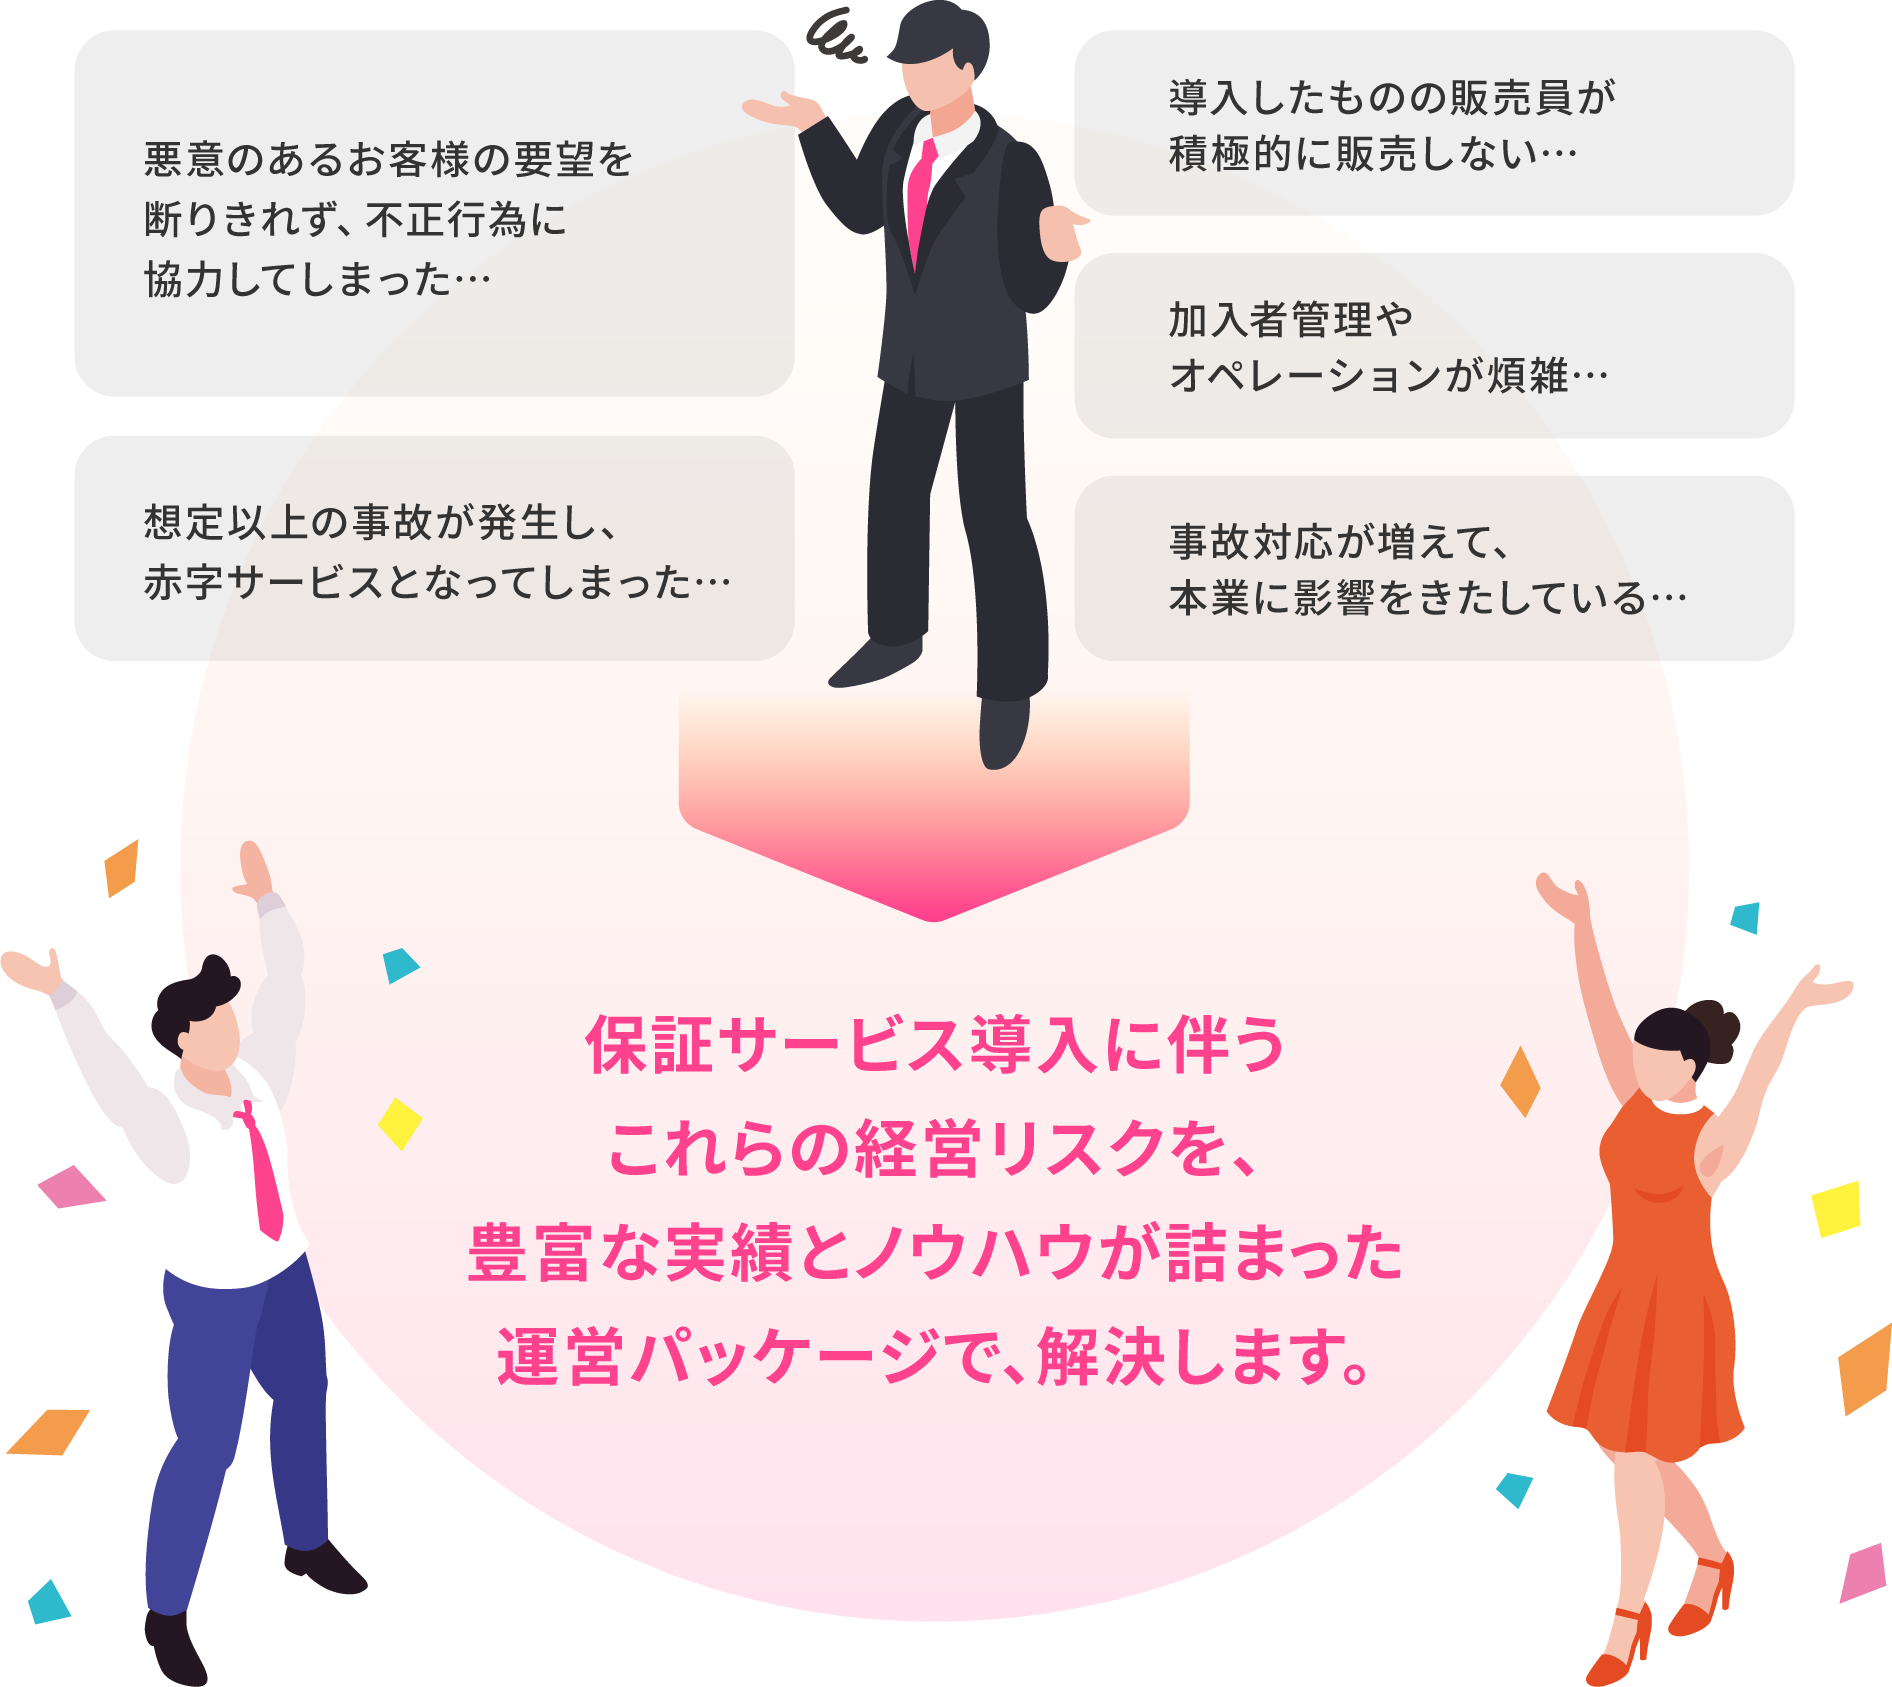 悪意のあるお客様の要望を
断りきれず、不正行為に
協力してしまった…
想定以上の事故が発生し、
赤字サービスとなってしまった…
導入したものの販売員が
積極的に販売しない…
加入者管理や
オペレーションが煩雑…
事故対応が増えて、
本業に影響をきたしている…
保証サービス導入に伴う
これらの経営リスクを、
豊富な実績とノウハウが詰まった
運営パッケージで、解決します。